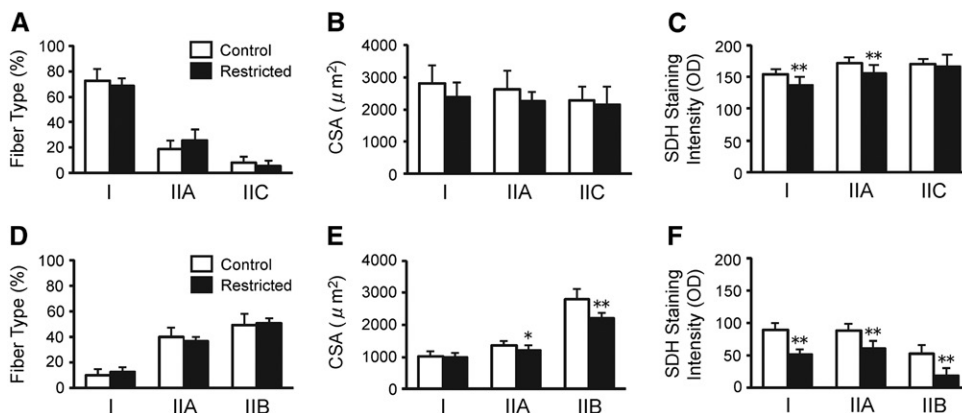 A
Fiber Type (%)
100
80
60
40
20
0
Control
Restricted
I IIA IIC
B
CSA (μm²)
4000
3000
2000
1000
0
I IIA IIC
C
SDH Staining
Intensity (OD)
200
150
100
50
0
** **
I IIA IIC
D
Fiber Type (%)
100
80
60
40
20
0
Control
Restricted
I IIA IIB
E
CSA (μm²)
4000
3000
2000
1000
0
* **
I IIA IIB
F
SDH Staining
Intensity (OD)
200
150
100
50
0
** ** **
I IIA IIB